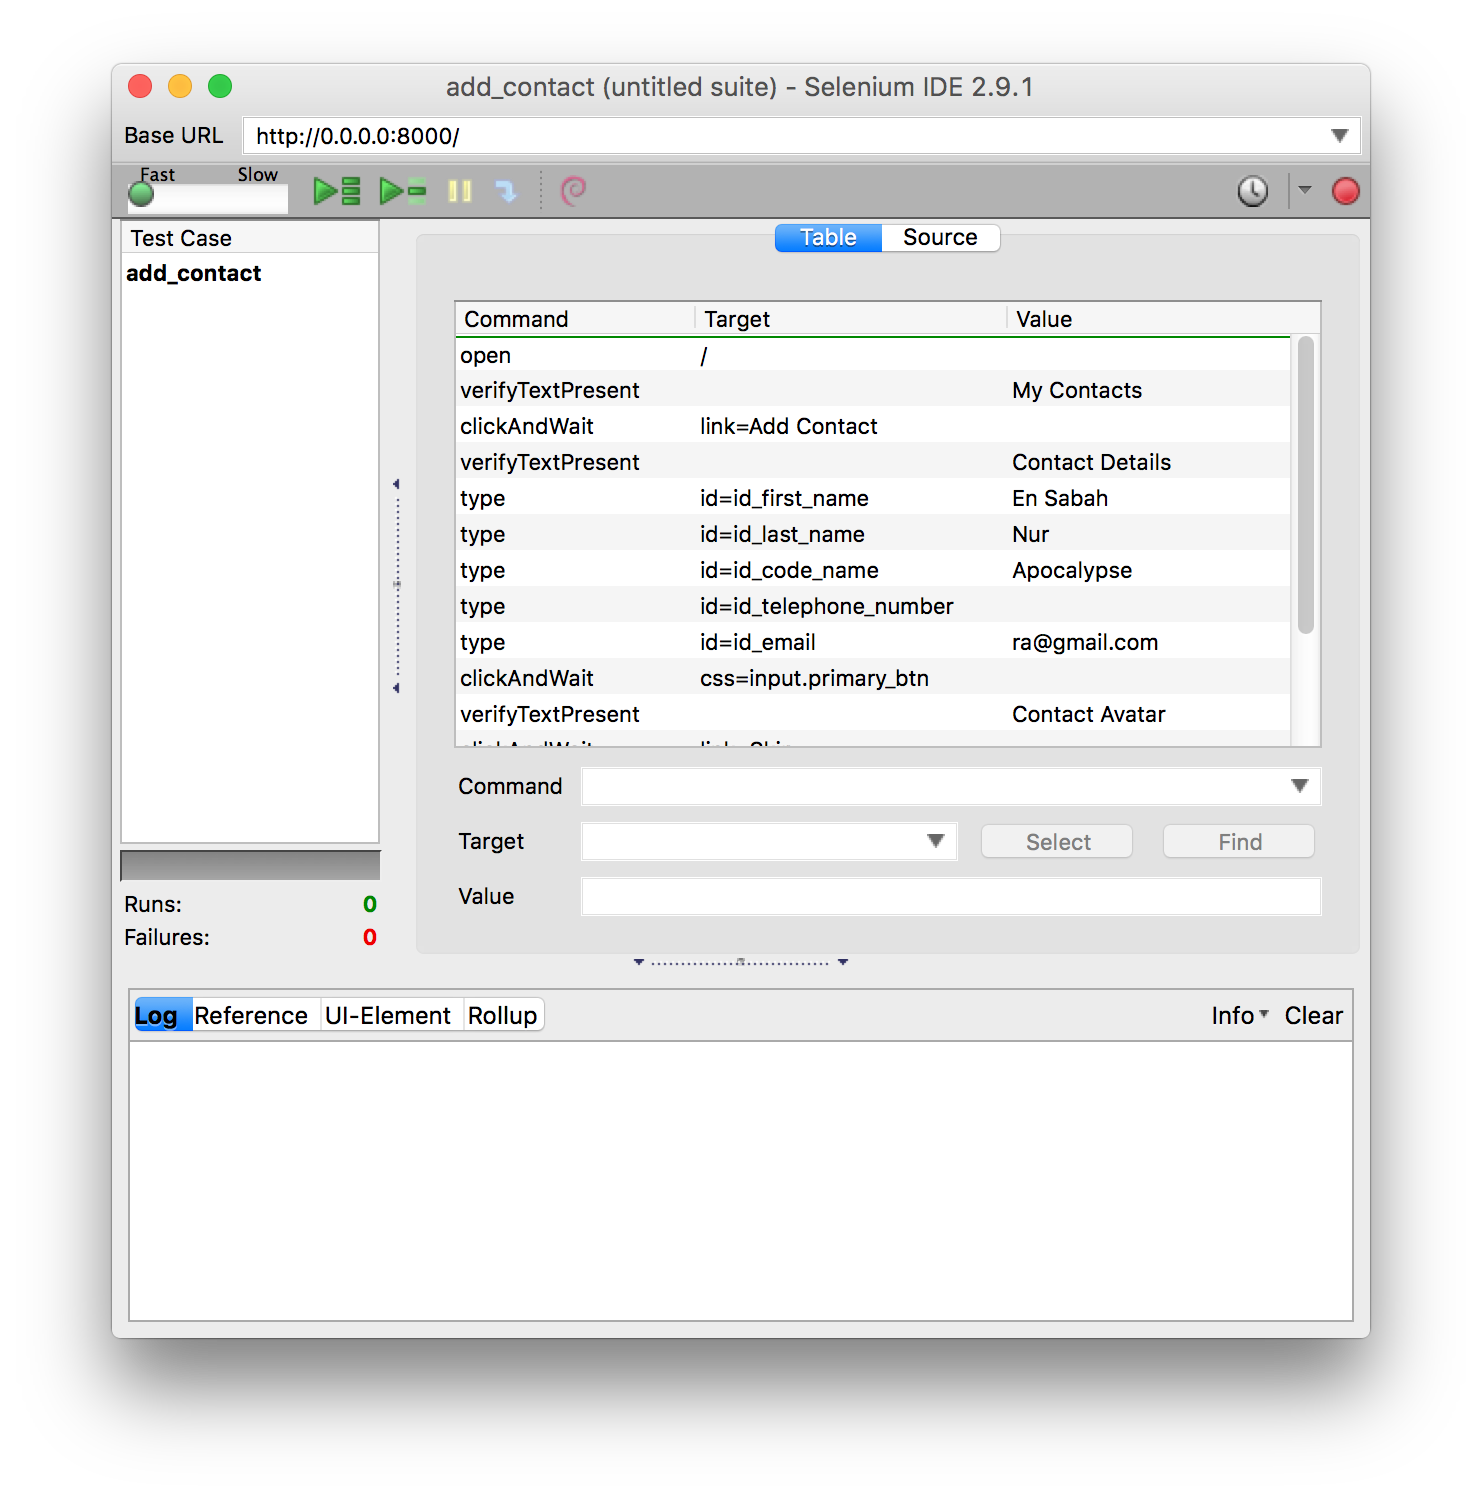 add_contact (untitled suite) - Selenium IDE 2.9.1
Base URL http://0.0.0.0:8000/
Fast Slow
Test Case
add_contact
Table Source
Command Target Value
open /
verifyTextPresent My Contacts
clickAndWait link=Add Contact
verifyTextPresent Contact Details
type id=id_first_name En Sabah
type id=id_last_name Nur
type id=id_code_name Apocalypse
type id=id_telephone_number
type id=id_email ra@gmail.com
clickAndWait css=input.primary_btn
verifyTextPresent Contact Avatar
Command
Target Select Find
Value
Runs: 0
Failures: 0
Log Reference UI-Element Rollup Info Clear